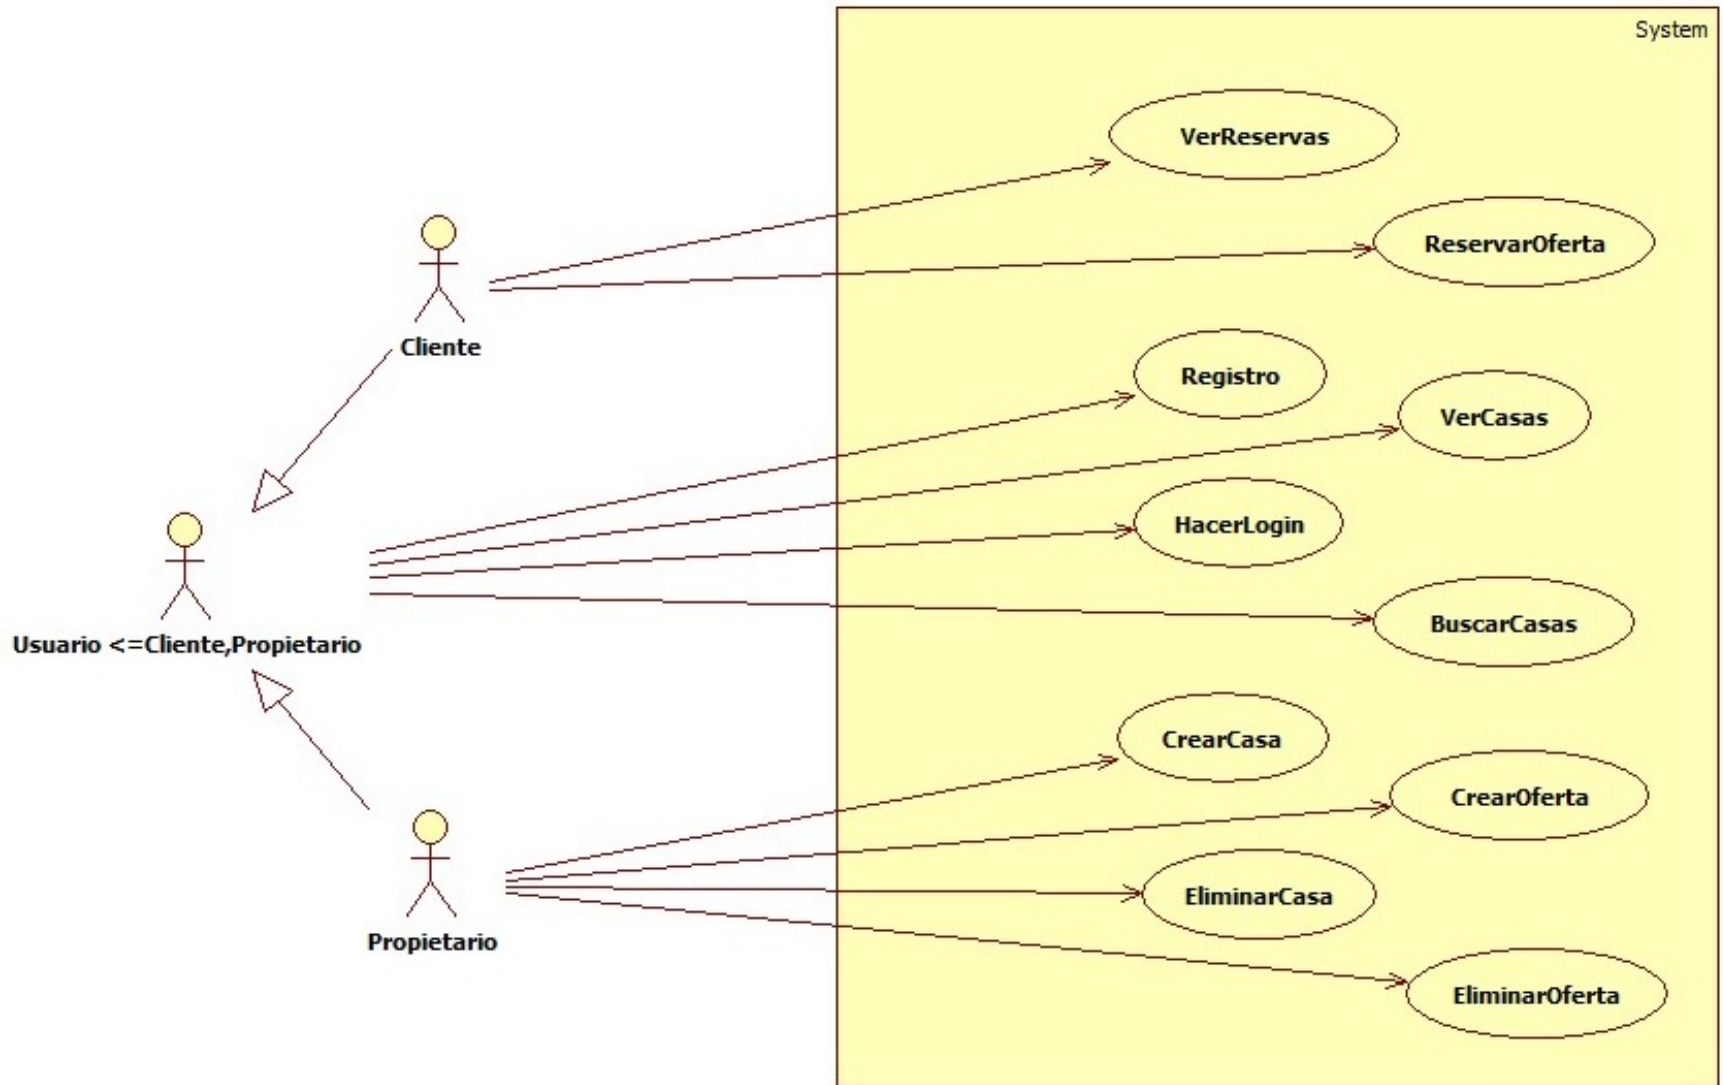 System
VerReservas
ReservarOferta
Cliente
Registro
VerCasas
HacerLogin
BuscarCasas
Usuario <=Cliente,Propietario
CrearCasa
CrearOferta
EliminarCasa
Propietario
EliminarOferta